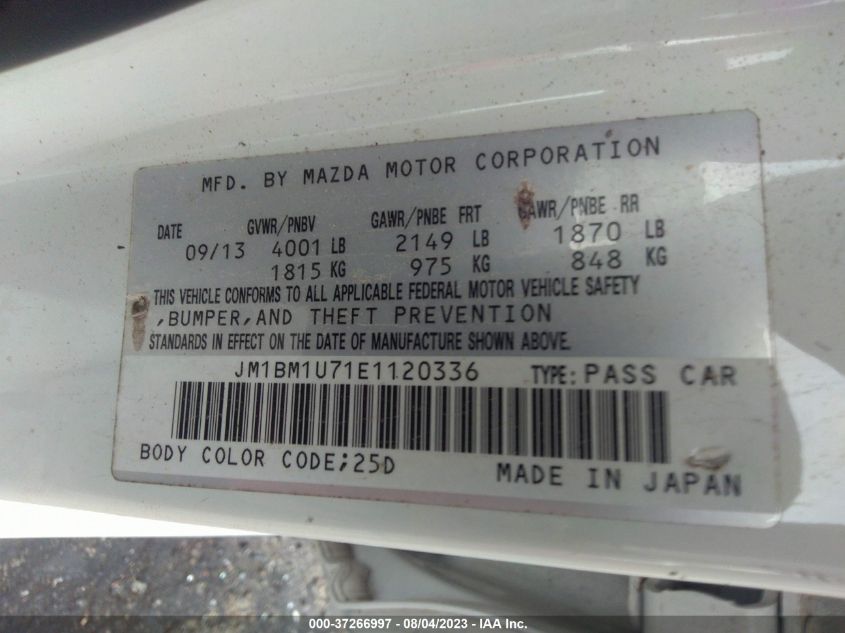 MFD. BY MAZDA MOTOR CORPORATION
DATE GVWR/PNBV GAWR/PNBE FRT GAWR/PNBE RR
09/13 4001 LB 2149 LB 1870 LB
1815 KG 975 KG 848 KG
THIS VEHICLE CONFORMS TO ALL APPLICABLE FEDERAL MOTOR VEHICLE SAFETY
,BUMPER,AND THEFT PREVENTION
STANDARDS IN EFFECT ON THE DATE OF MANUFACTURE SHOWN ABOVE.
JM1BM1U71E1120336 TYPE: PASS CAR
BODY COLOR CODE;25D
MADE IN JAPAN
000-37266997 - 08/04/2023 - IAA Inc.